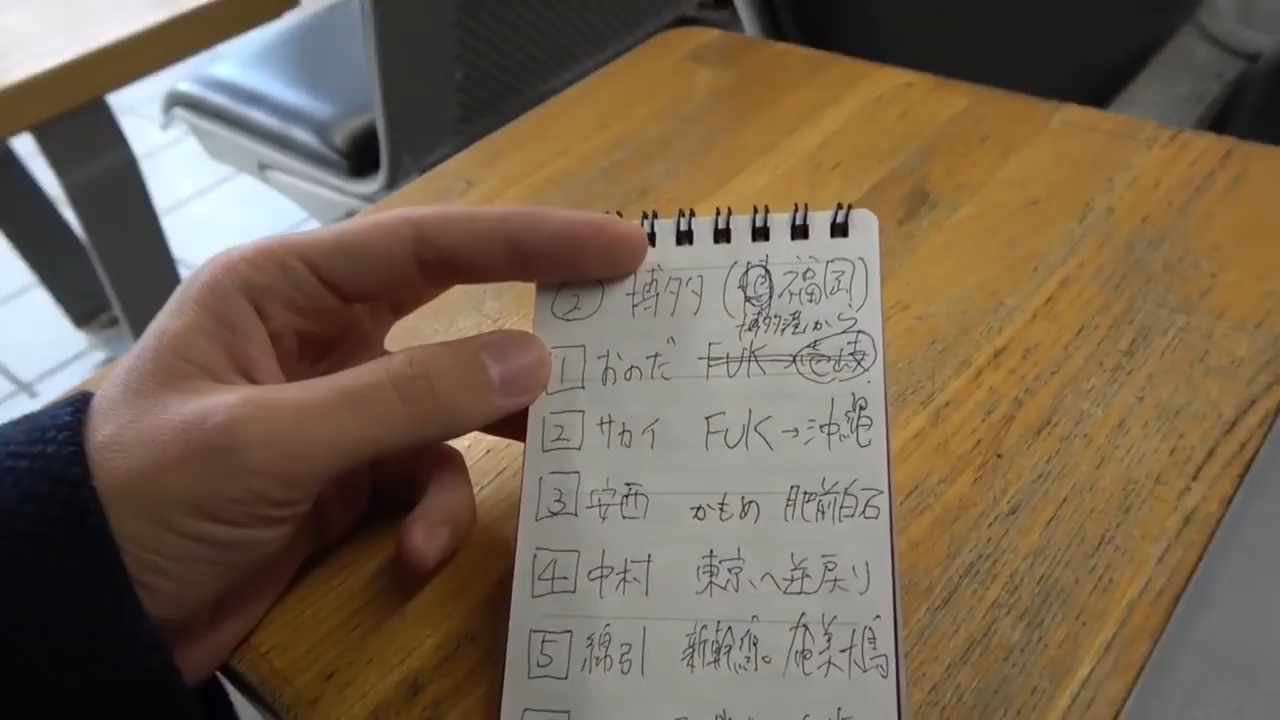 ② 博多 (福岡)
博多港から
1 おのだ FUK→壱岐
2 サカイ FUK→沖縄
3 安西 かもめ 肥前白石
4 中村 東京へ逆戻り
5 綿引 新幹線 奄美大島